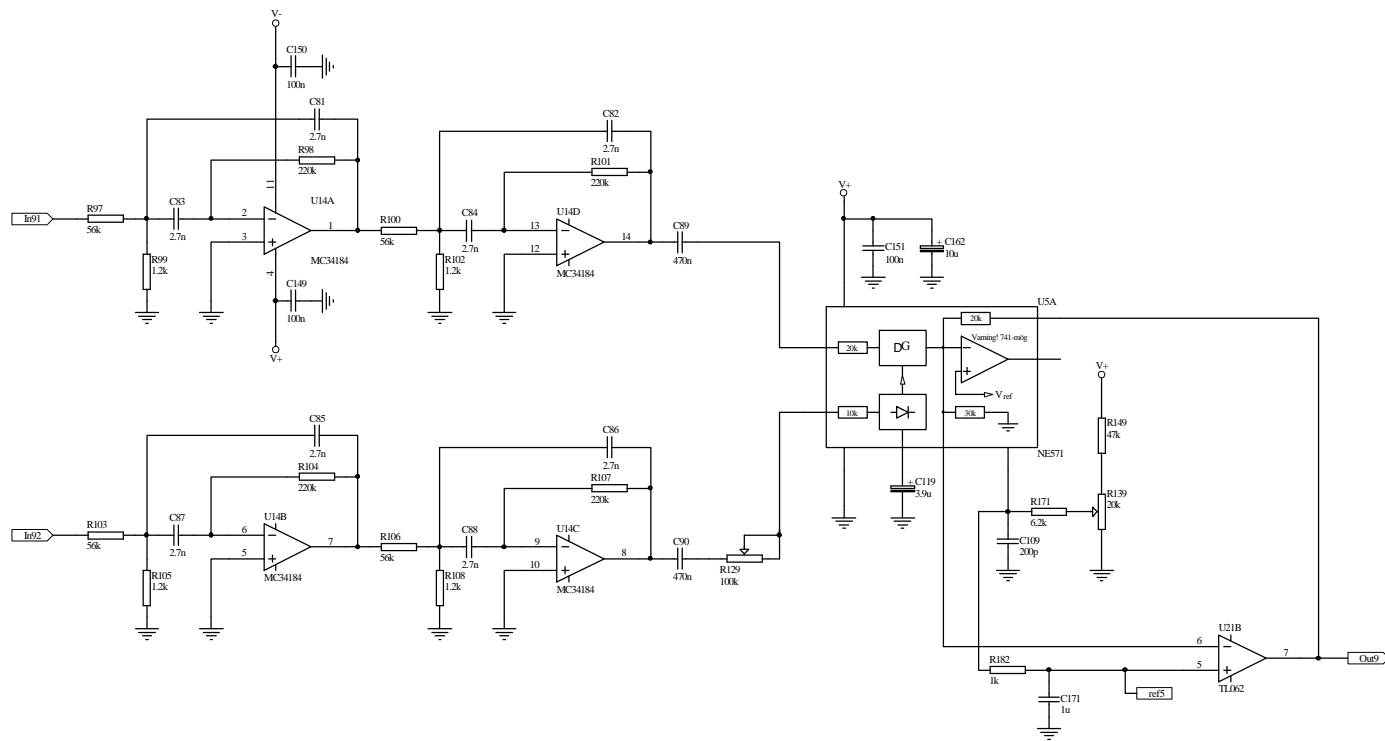 V-
C150
100n
C81
2.7n
R98
220k
11
U14A
In91
R97
56k
C83
2.7n
2
3
1
4
MC34184
R99
1.2k
C149
100n
V+
C82
2.7n
R101
220k
R100
56k
C84
2.7n
U14D
13
12
14
MC34184
R102
1.2k
C89
470n
V+
C151
100n
C162
10u
U5A
20k
Varning! 741-mög
20k
DG
Vref
10k
30k
NE571
C119
3.9u
V+
R149
47k
R139
20k
R171
6.2k
C109
200p
C85
2.7n
R104
220k
In92
R103
56k
C87
2.7n
U14B
6
5
7
MC34184
R105
1.2k
C86
2.7n
R107
220k
R106
56k
C88
2.7n
U14C
9
10
8
MC34184
R108
1.2k
C90
470n
R129
100k
U21B
6
5
7
TL062
Out9
R182
1k
C171
1u
ref5